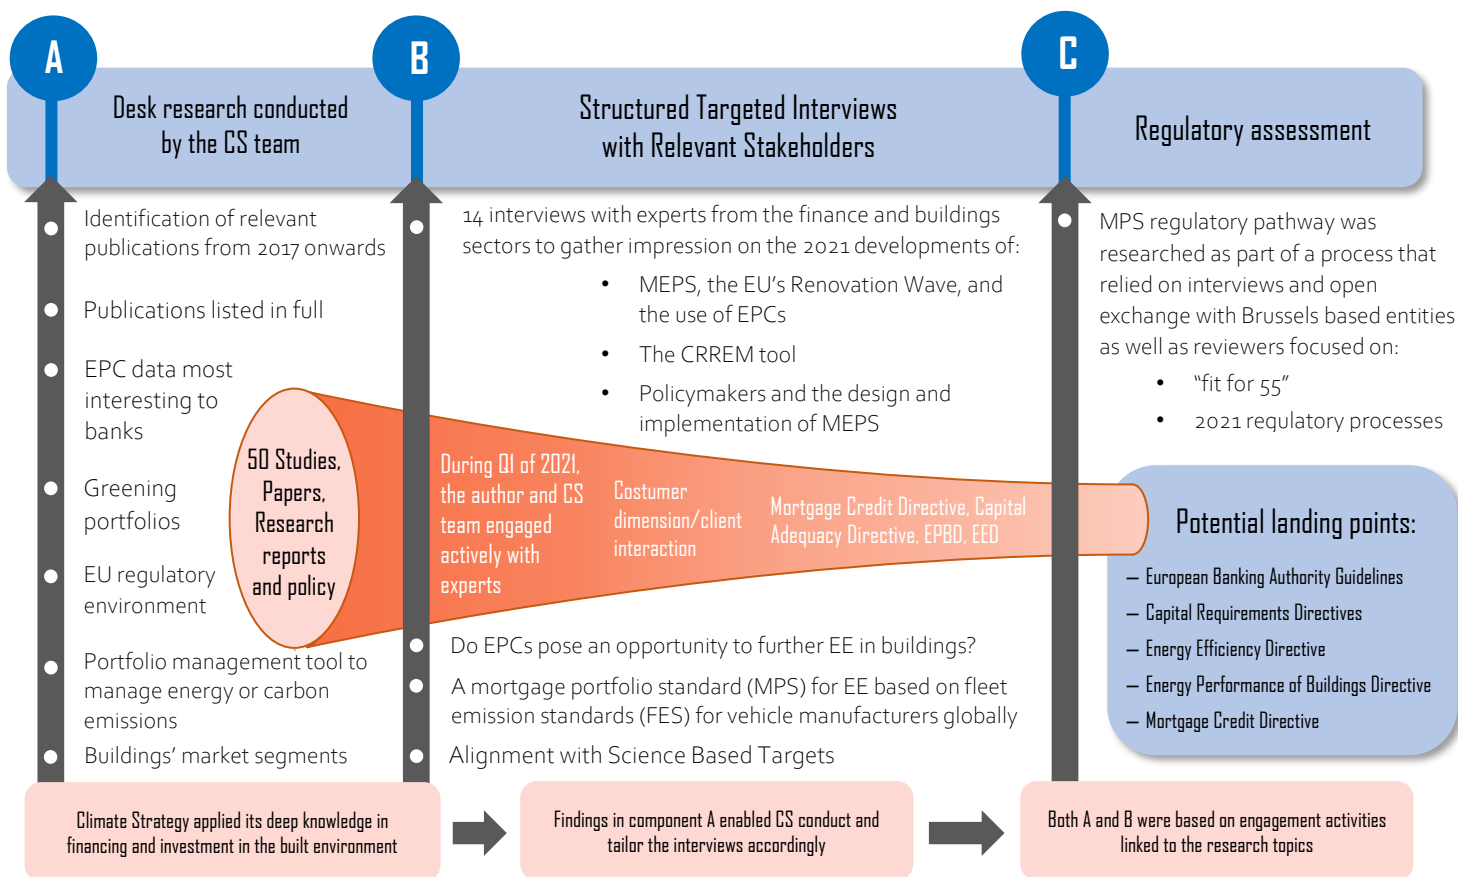 A
B
C
Desk research conducted
by the CS team
Structured Targeted Interviews
with Relevant Stakeholders
Regulatory assessment
Identification of relevant
publications from 2017 onwards
Publications listed in full
EPC data most
interesting to
banks
Greening
portfolios
EU regulatory
environment
Portfolio management tool to
manage energy or carbon
emissions
Buildings’ market segments
14 interviews with experts from the finance and buildings
sectors to gather impression on the 2021 developments of:
• MEPS, the EU’s Renovation Wave, and
the use of EPCs
• The CRREM tool
• Policymakers and the design and
implementation of MEPS
MPS regulatory pathway was
researched as part of a process that
relied on interviews and open
exchange with Brussels based entities
as well as reviewers focused on:
• “fit for 55”
• 2021 regulatory processes
50 Studies,
Papers,
Research
reports
and policy
During Q1 of 2021,
the author and CS
team engaged
actively with
experts
Costumer
dimension/client
interaction
Mortgage Credit Directive, Capital
Adequacy Directive, EPBD, EED
Do EPCs pose an opportunity to further EE in buildings?
A mortgage portfolio standard (MPS) for EE based on fleet
emission standards (FES) for vehicle manufacturers globally
Alignment with Science Based Targets
Potential landing points:
– European Banking Authority Guidelines
– Capital Requirements Directives
– Energy Efficiency Directive
– Energy Performance of Buildings Directive
– Mortgage Credit Directive
Climate Strategy applied its deep knowledge in
financing and investment in the built environment
Findings in component A enabled CS conduct and
tailor the interviews accordingly
Both A and B were based on engagement activities
linked to the research topics